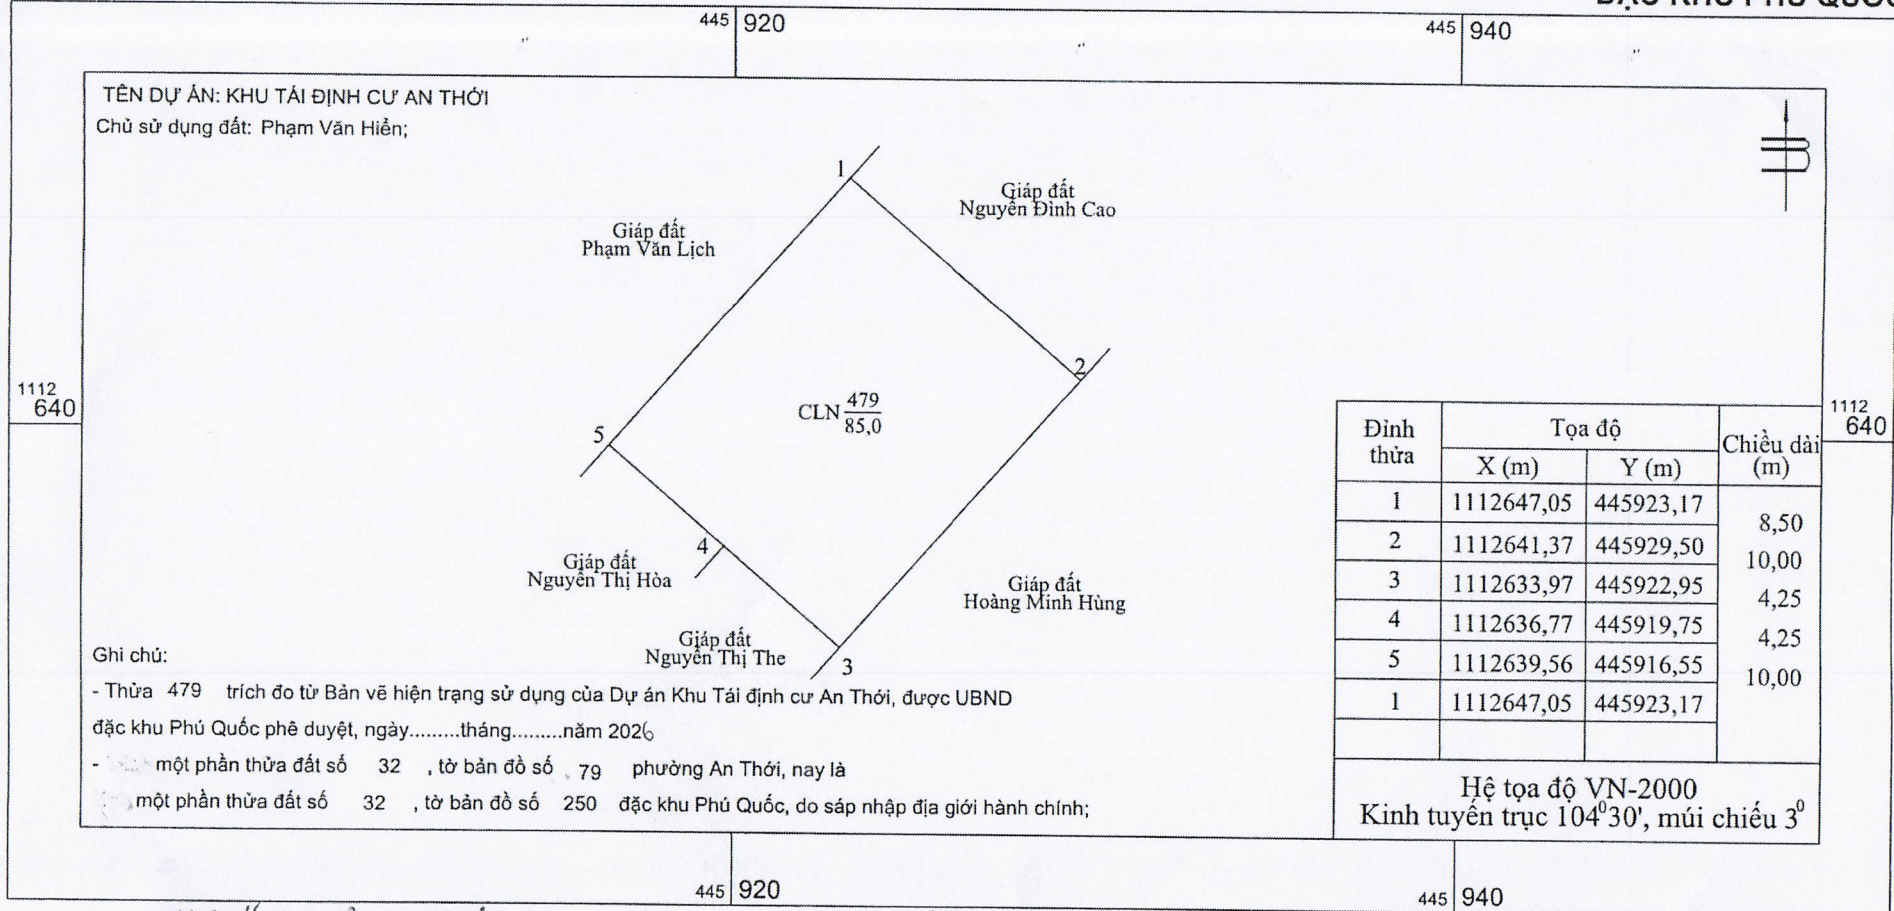 ĐẶC KHU PHÚ QUỐC
445 920
445 940
TÊN DỰ ÁN: KHU TÁI ĐỊNH CƯ AN THỚI
Chủ sử dụng đất: Phạm Văn Hiển;
1
Giáp đất
Nguyễn Đình Cao
Giáp đất
Phạm Văn Lịch
2
1112
640
CLN 479
85,0
5
1112
640
4
Giáp đất
Nguyễn Thị Hòa
Giáp đất
Hoàng Minh Hùng
Giáp đất
Nguyễn Thị The
3
Đỉnh thửa Tọa độ Chiều dài (m)
X (m) Y (m)
1 1112647,05 445923,17
8,50
2 1112641,37 445929,50
10,00
3 1112633,97 445922,95
4,25
4 1112636,77 445919,75
4,25
5 1112639,56 445916,55
10,00
1 1112647,05 445923,17
Hệ tọa độ VN-2000
Kinh tuyến trục 104⁰30', múi chiếu 3⁰
Ghi chú:
- Thửa 479 trích đo từ Bản vẽ hiện trạng sử dụng của Dự án Khu Tái định cư An Thới, được UBND
đặc khu Phú Quốc phê duyệt, ngày.........tháng.........năm 2026
- một phần thửa đất số 32 , tờ bản đồ số 79 phường An Thới, nay là
một phần thửa đất số 32 , tờ bản đồ số 250 đặc khu Phú Quốc, do sáp nhập địa giới hành chính;
445 920
445 940